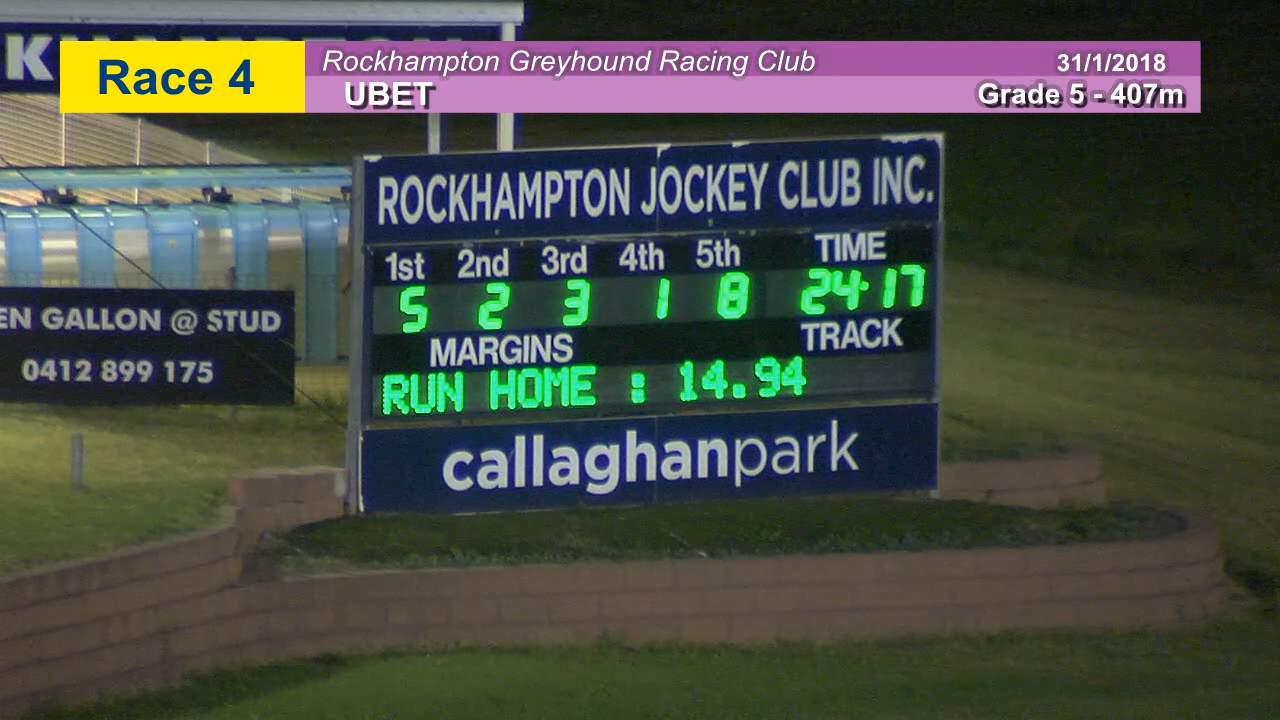 Race 4
Rockhampton Greyhound Racing Club
31/1/2018
UBET
Grade 5 - 407m
ROCKHAMPTON JOCKEY CLUB INC.
1st 2nd 3rd 4th 5th TIME
5 2 3 1 8 24.17
MARGINS TRACK
RUN HOME : 14.94
callaghanpark
EN GALLON @ STUD
0412 899 175